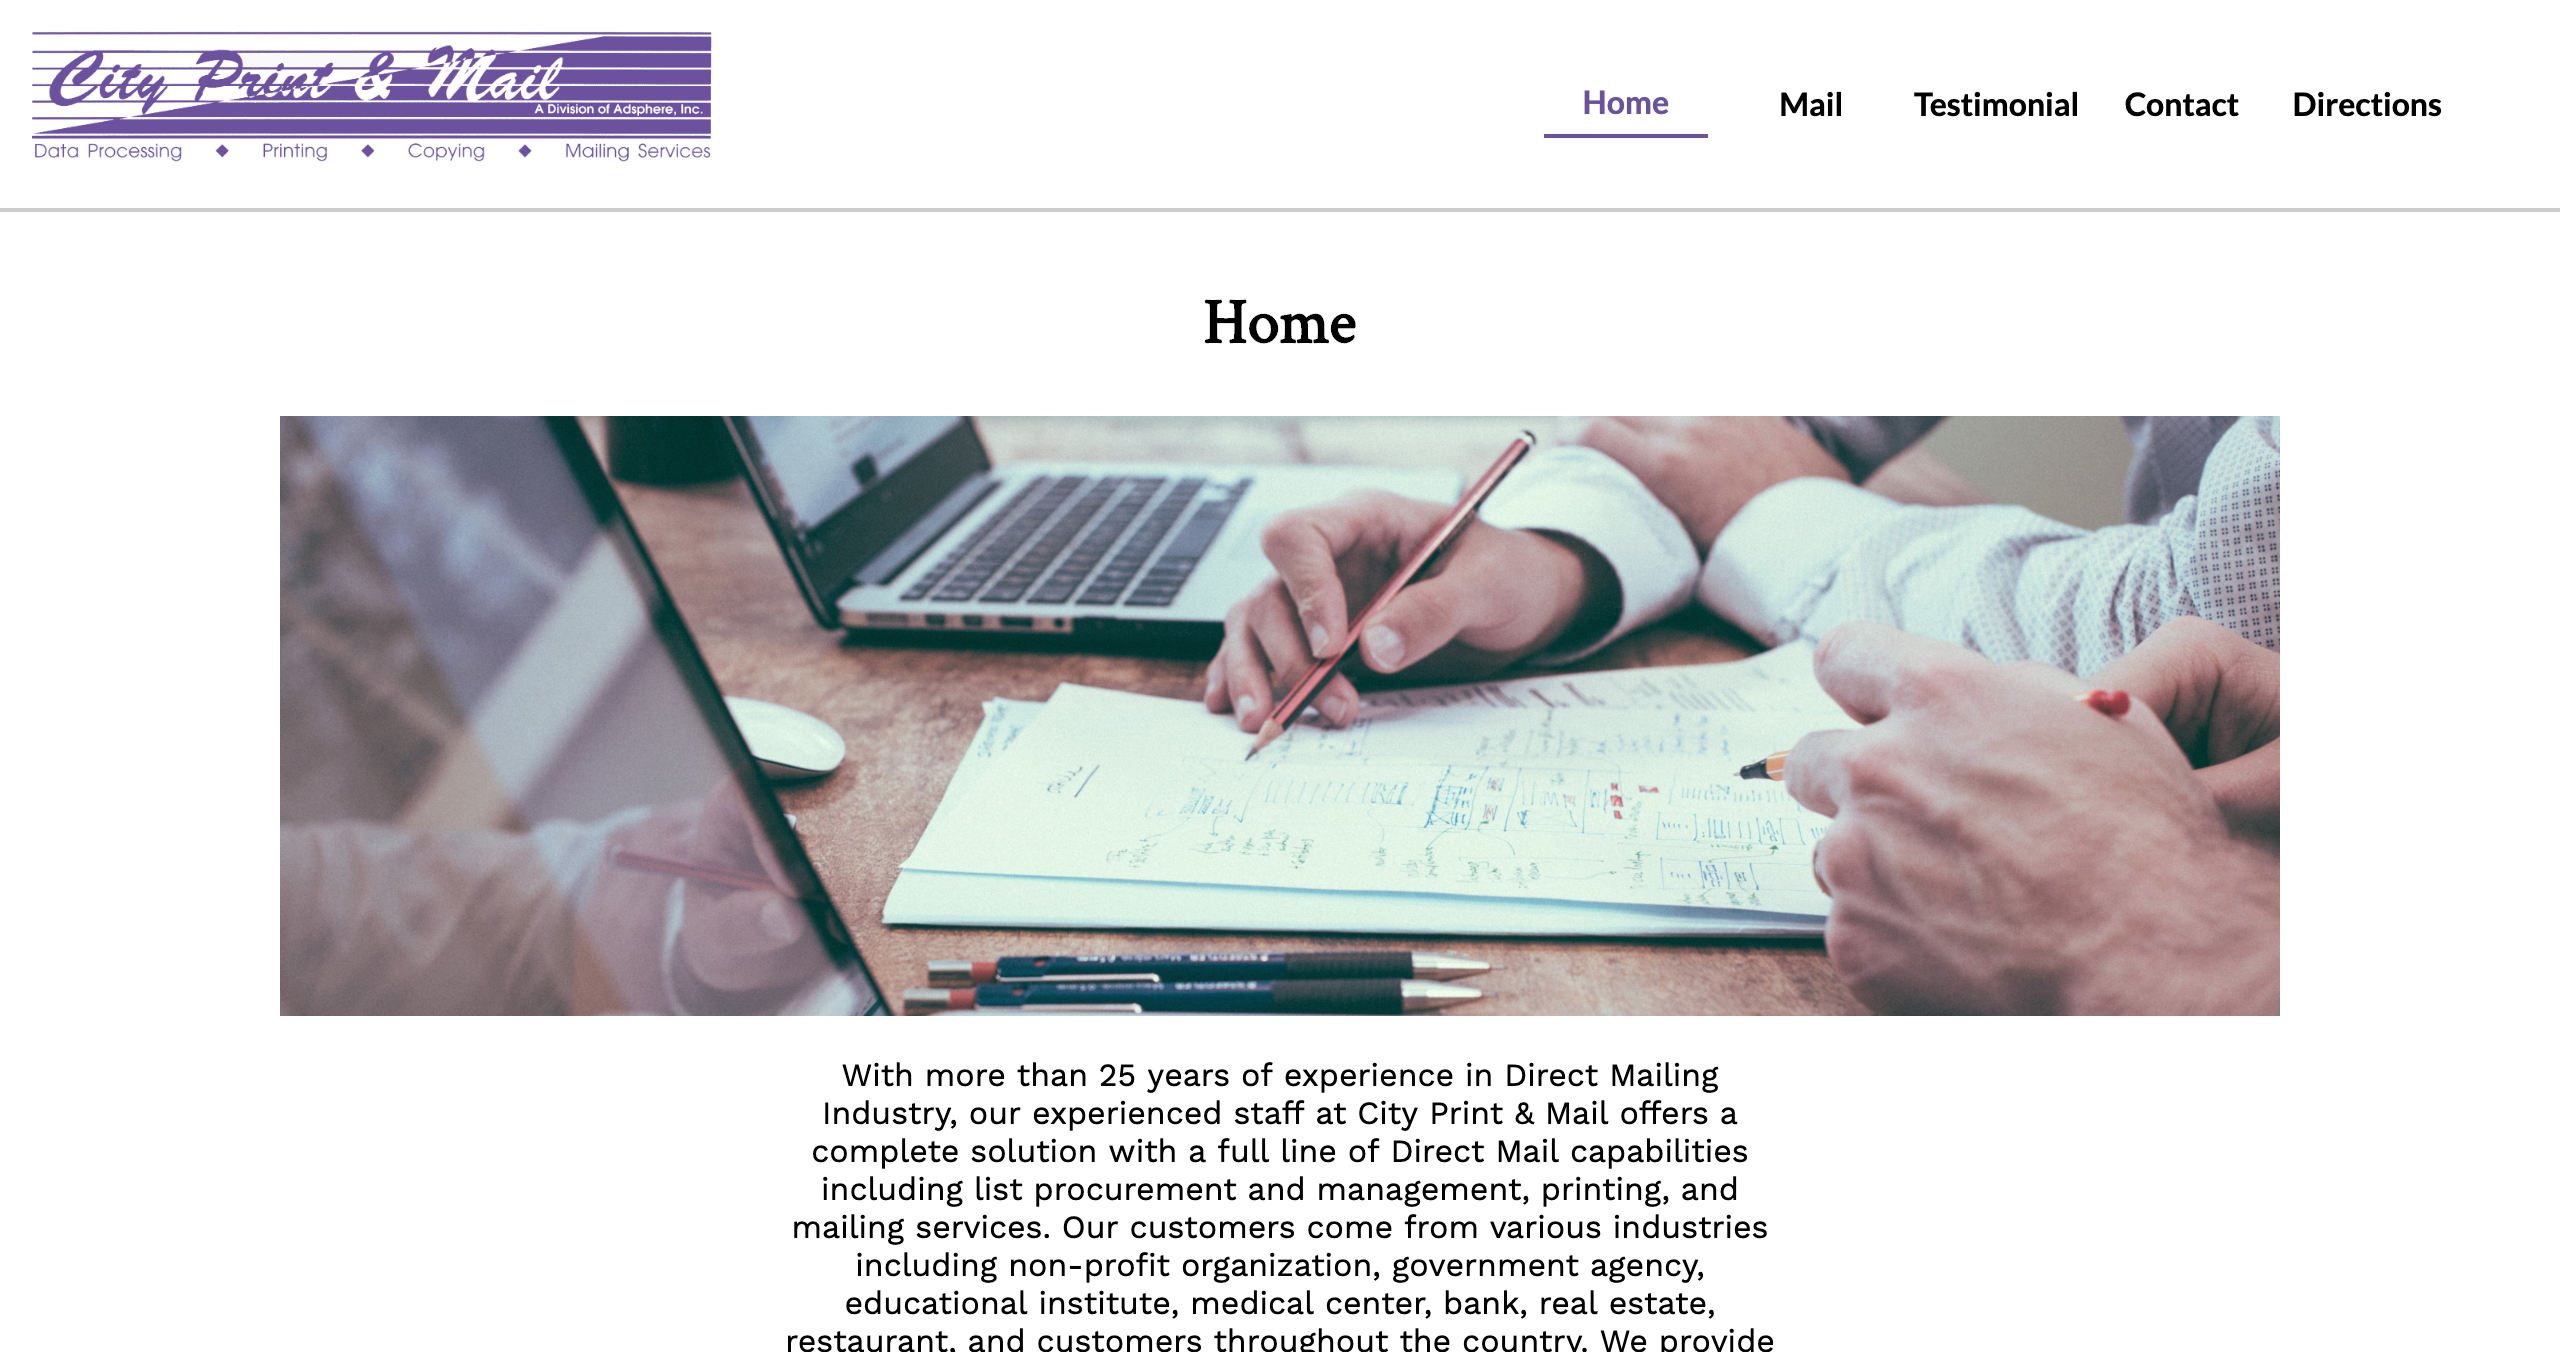 City Print & Mail
A Division of Adsphere, Inc.
Data Processing ◆ Printing ◆ Copying ◆ Mailing Services
Home Mail Testimonial Contact Directions
Home
With more than 25 years of experience in Direct Mailing
Industry, our experienced staff at City Print & Mail offers a
complete solution with a full line of Direct Mail capabilities
including list procurement and management, printing, and
mailing services. Our customers come from various industries
including non-profit organization, government agency,
educational institute, medical center, bank, real estate,
restaurant, and customers throughout the country. We provide